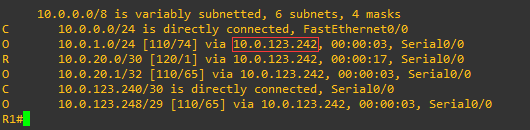 10.0.0.0/8 is variably subnetted, 6 subnets, 4 masks
C 10.0.0.0/24 is directly connected, FastEthernet0/0
O 10.0.1.0/24 [110/74] via 10.0.123.242, 00:00:03, Serial0/0
R 10.0.20.0/30 [120/1] via 10.0.123.242, 00:00:17, Serial0/0
O 10.0.20.1/32 [110/65] via 10.0.123.242, 00:00:03, Serial0/0
C 10.0.123.240/30 is directly connected, Serial0/0
O 10.0.123.248/29 [110/65] via 10.0.123.242, 00:00:03, Serial0/0
R1#